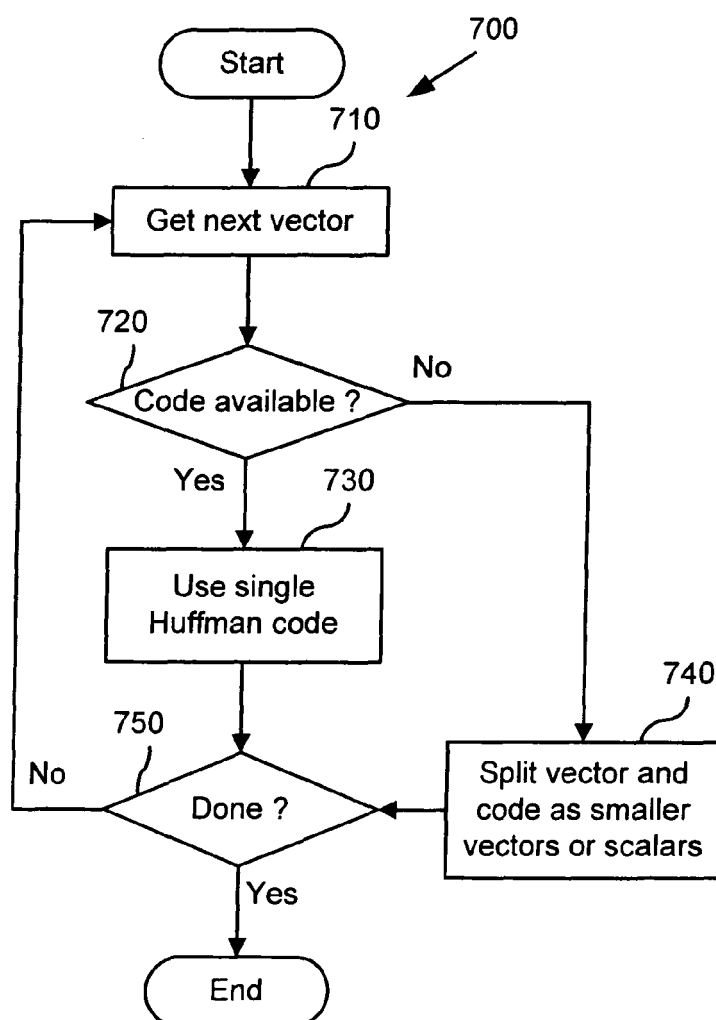 700
Start
710
Get next vector
720
No
Code available ?
Yes
730
Use single
Huffman code
740
750
No
Split vector and
code as smaller
vectors or scalars
Done ?
Yes
End